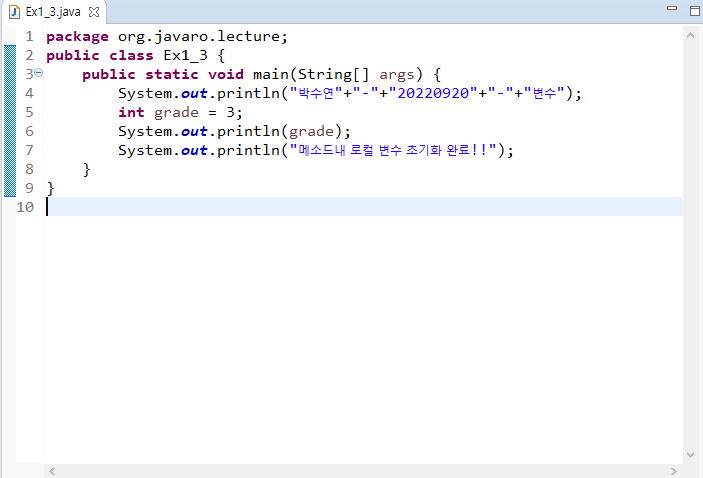 Ex1_3.java
1 package org.javaro.lecture;
2 public class Ex1_3 {
3 public static void main(String[] args) {
4 System.out.println("박수연"+"-"+"20220920"+"-"+"변수");
5 int grade = 3;
6 System.out.println(grade);
7 System.out.println("메소드내 로컬 변수 초기화 완료!!");
8 }
9 }
10